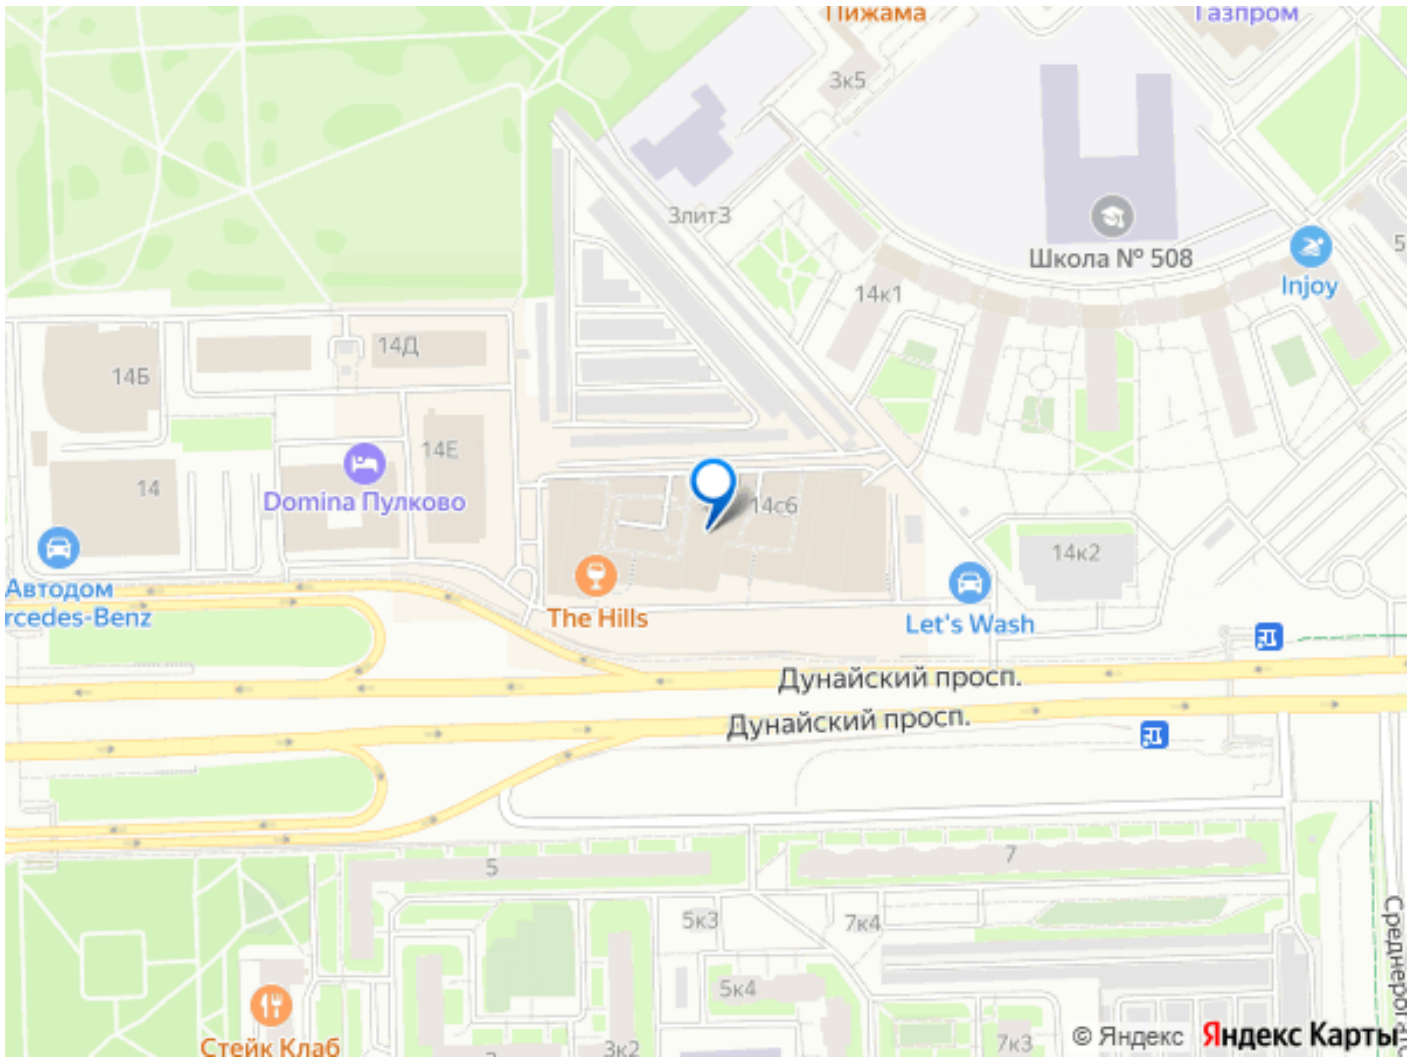 Пижама
Газпром
3к5
3лит3
Школа № 508
Injoy
5
14к1
14Д
14Б
14Е
14
Domina Пулково
14с6
14к2
Автодом
rcedes-Benz
The Hills
Let's Wash
Дунайский просп.
Дунайский просп.
5
7
5к3
7к4
5к4
Стейк Клаб
3к2
7к3
© Яндекс
Яндекс Карты